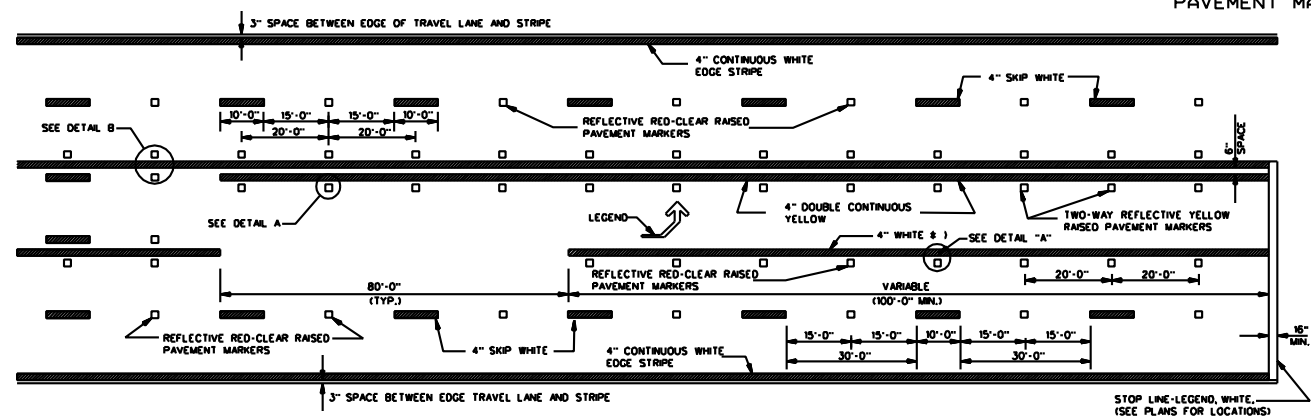 PAVEMENT MA
3" SPACE BETWEEN EDGE OF TRAVEL LANE AND STRIPE
4" CONTINUOUS WHITE
EDGE STRIPE
4" SKIP WHITE
SEE DETAIL B
10'-0" 15'-0" 15'-0" 10'-0"
20'-0" 20'-0"
REFLECTIVE RED-CLEAR RAISED
PAVEMENT MARKERS
6"
SPACE
SEE DETAIL A
LEGEND
4" DOUBLE CONTINUOUS
YELLOW
TWO-WAY REFLECTIVE YELLOW
RAISED PAVEMENT MARKERS
4" WHITE * )
SEE DETAIL "A"
REFLECTIVE RED-CLEAR RAISED
PAVEMENT MARKERS
20'-0" 20'-0"
80'-0"
(TYP.)
VARIABLE
(100'-0" MIN.)
REFLECTIVE RED-CLEAR RAISED
PAVEMENT MARKERS
4" SKIP WHITE
4" CONTINUOUS WHITE
EDGE STRIPE
15'-0" 15'-0" 10'-0" 15'-0" 15'-0"
30'-0" 30'-0"
16"
MIN.
3" SPACE BETWEEN EDGE TRAVEL LANE AND STRIPE
STOP LINE-LEGEND, WHITE.
(SEE PLANS FOR LOCATIONS)